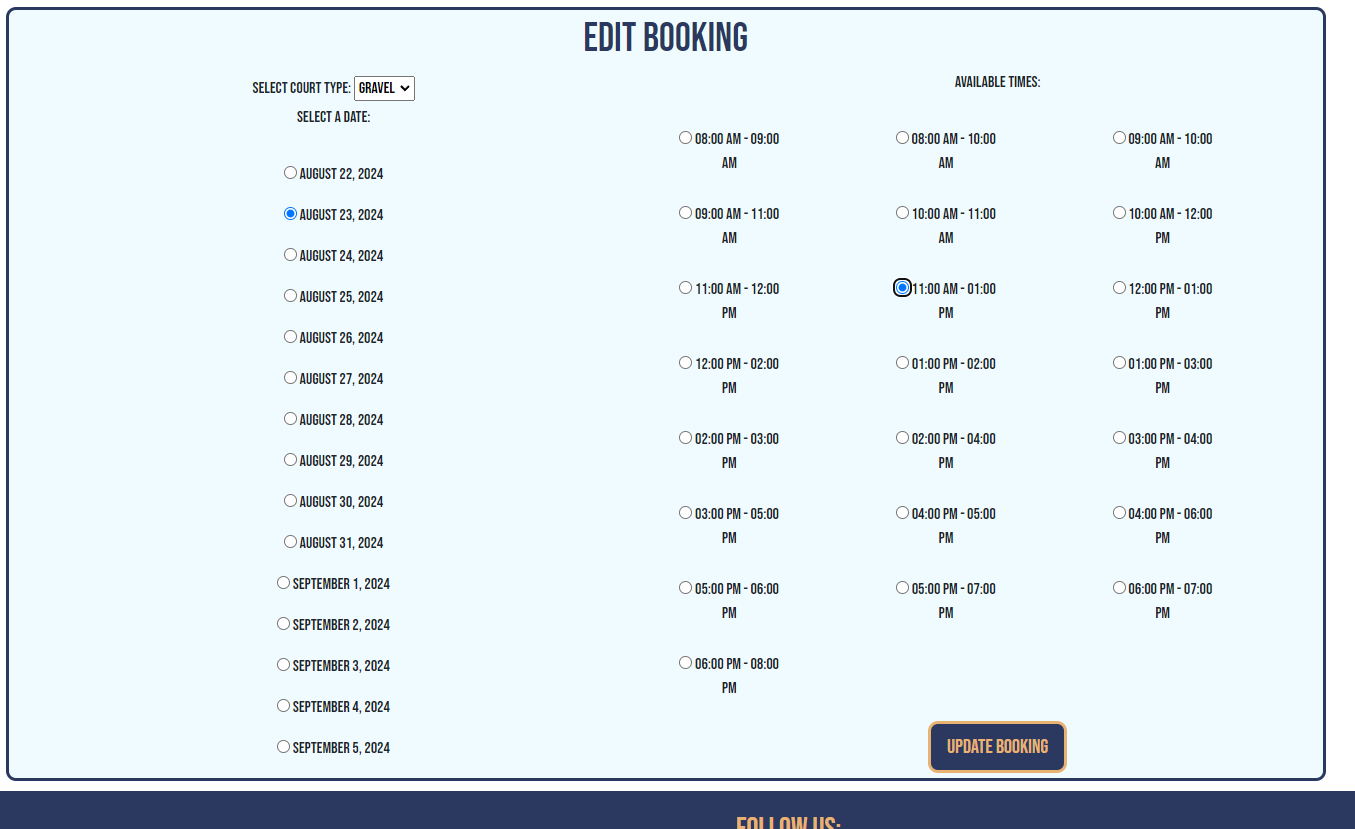 EDIT BOOKING
SELECT COURT TYPE: GRAVEL
SELECT A DATE:
AUGUST 22, 2024
AUGUST 23, 2024
AUGUST 24, 2024
AUGUST 25, 2024
AUGUST 26, 2024
AUGUST 27, 2024
AUGUST 28, 2024
AUGUST 29, 2024
AUGUST 30, 2024
AUGUST 31, 2024
SEPTEMBER 1, 2024
SEPTEMBER 2, 2024
SEPTEMBER 3, 2024
SEPTEMBER 4, 2024
SEPTEMBER 5, 2024
AVAILABLE TIMES:
08:00 AM - 09:00
AM
08:00 AM - 10:00
AM
09:00 AM - 10:00
AM
09:00 AM - 11:00
AM
10:00 AM - 11:00
AM
10:00 AM - 12:00
PM
11:00 AM - 12:00
PM
11:00 AM - 01:00
PM
12:00 PM - 01:00
PM
12:00 PM - 02:00
PM
01:00 PM - 02:00
PM
01:00 PM - 03:00
PM
02:00 PM - 03:00
PM
02:00 PM - 04:00
PM
03:00 PM - 04:00
PM
03:00 PM - 05:00
PM
04:00 PM - 05:00
PM
04:00 PM - 06:00
PM
05:00 PM - 06:00
PM
05:00 PM - 07:00
PM
06:00 PM - 07:00
PM
06:00 PM - 08:00
PM
UPDATE BOOKING
FOLLOW US: